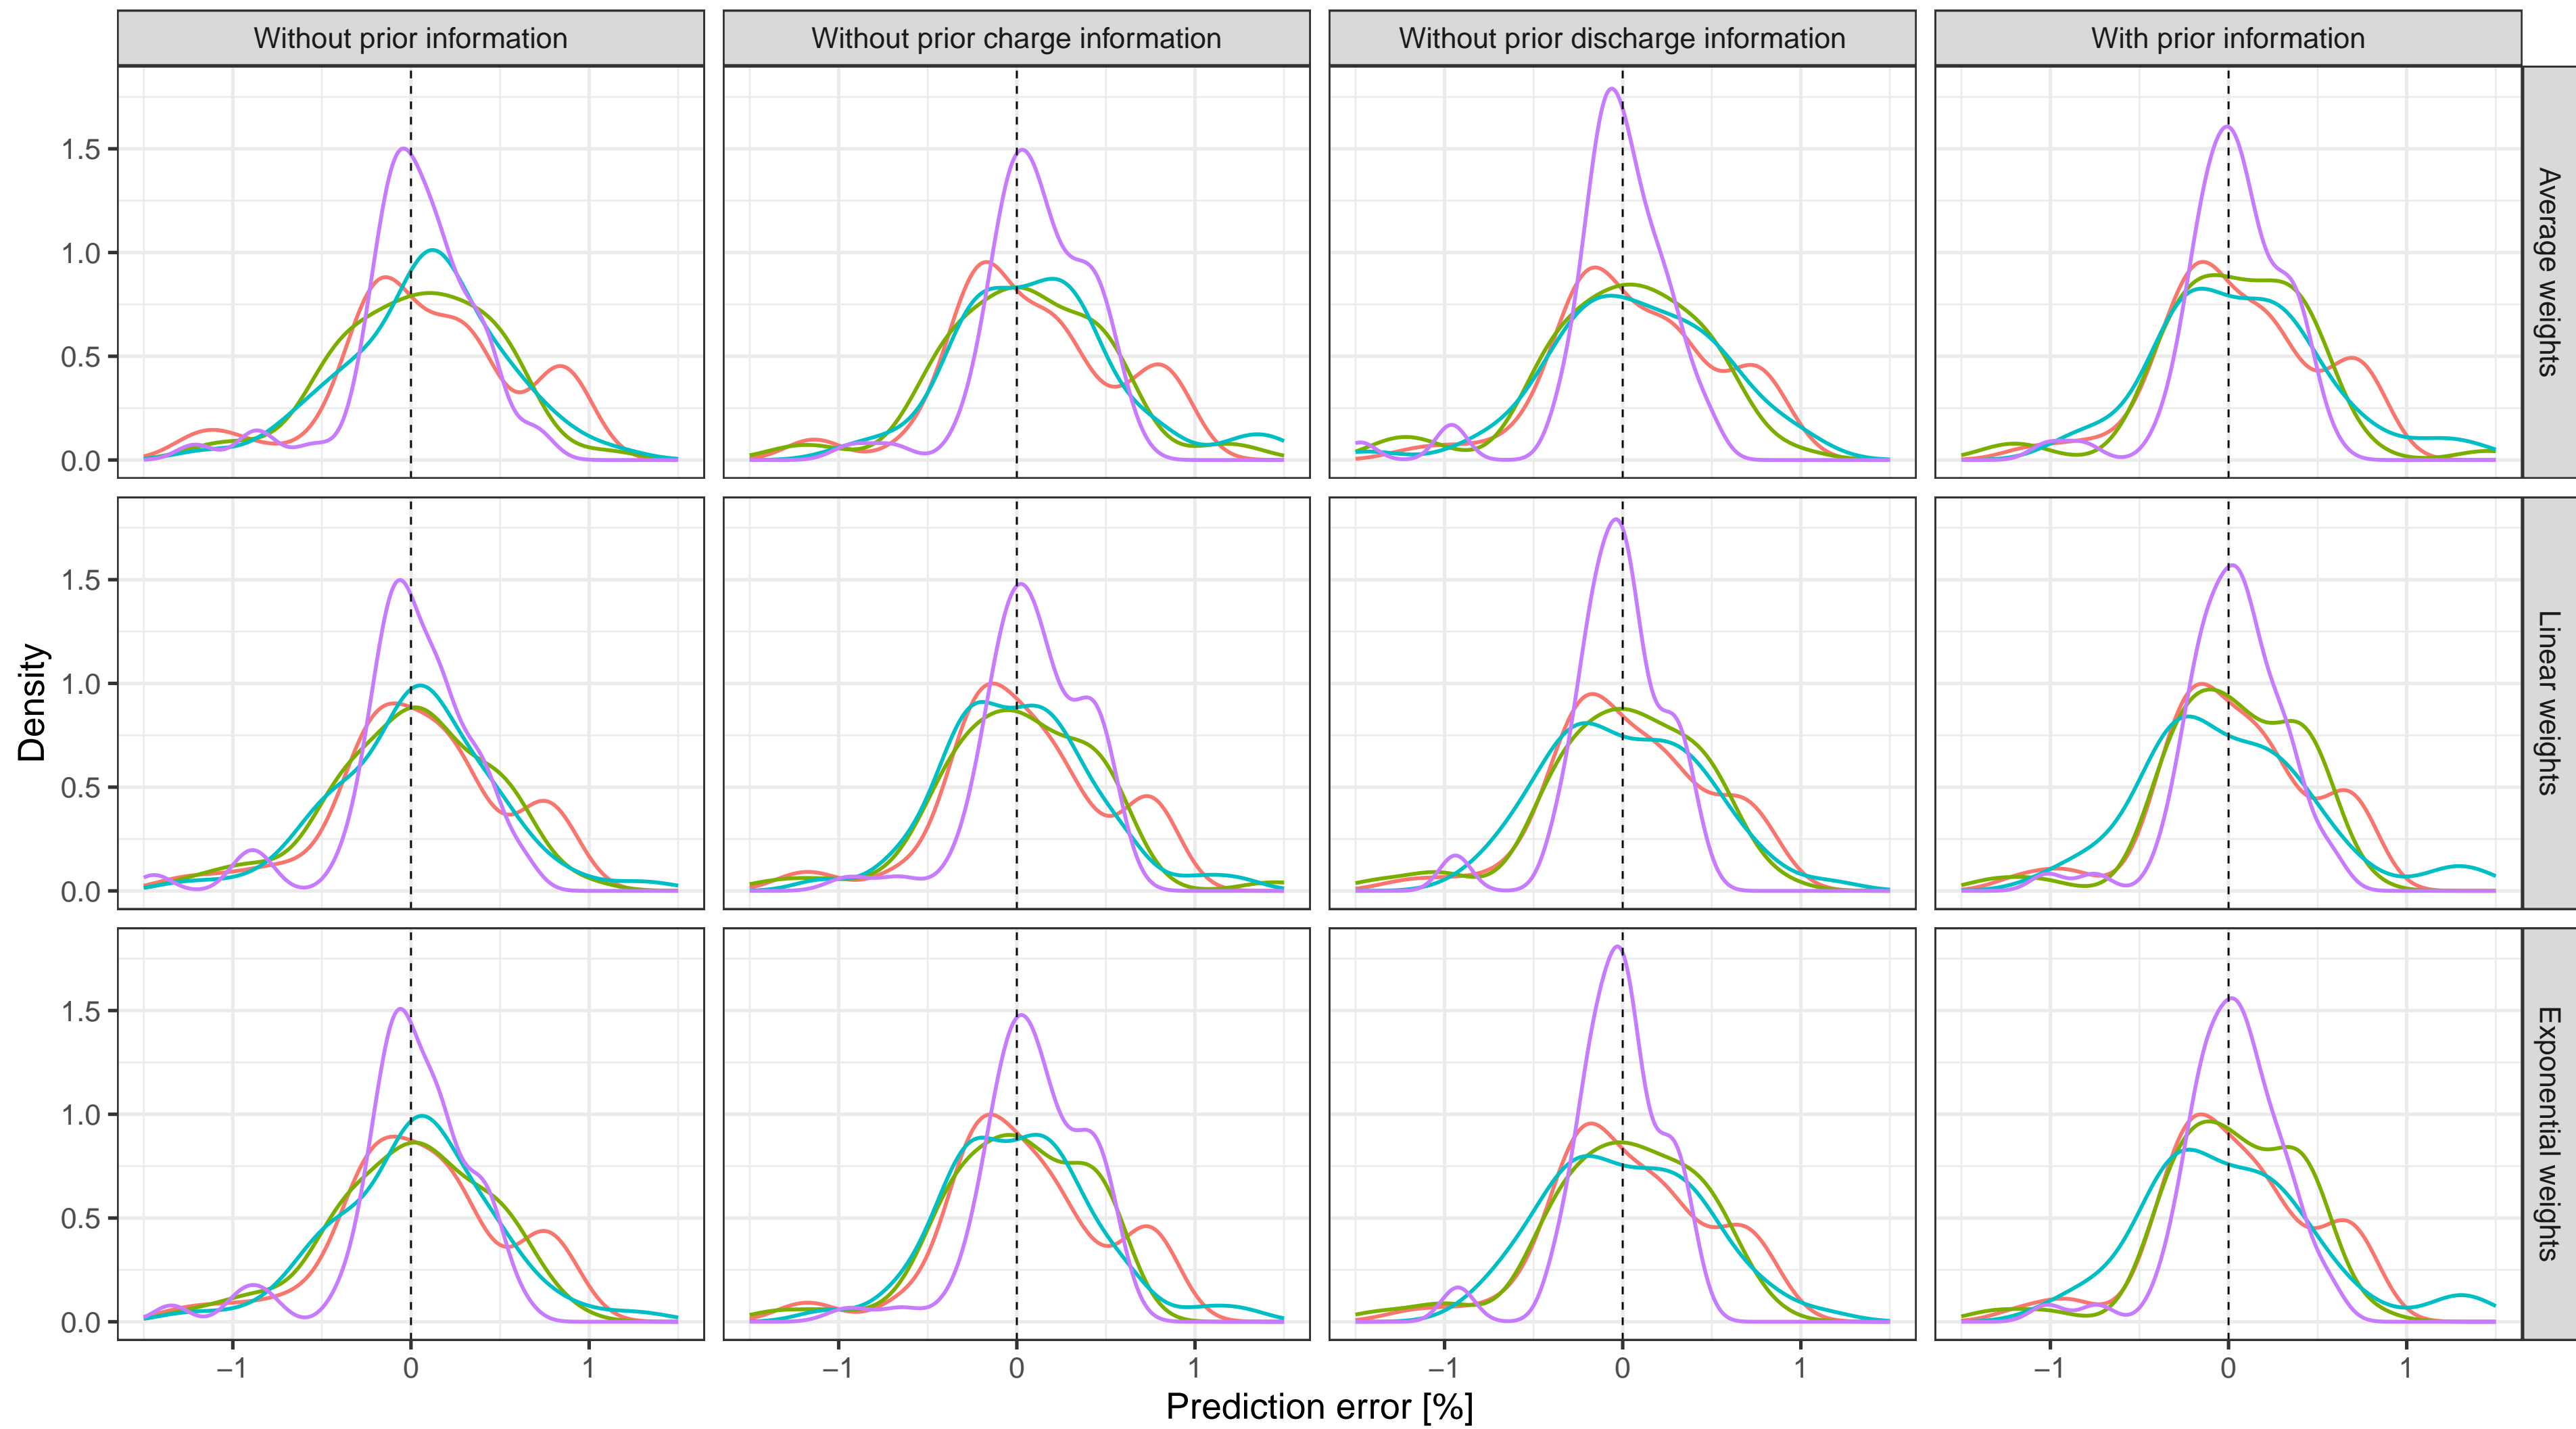 Without prior information
Without prior charge information
Without prior discharge information
With prior information
1.5
1.0
0.5
0.0
Average weights
1.5
1.0
0.5
0.0
Linear weights
Density
1.5
1.0
0.5
0.0
Exponential weights
−1 0 1
−1 0 1
−1 0 1
−1 0 1
Prediction error [%]